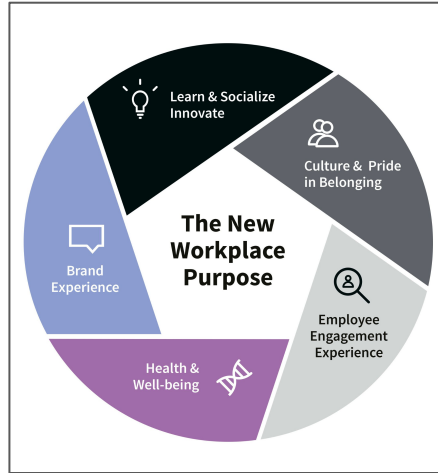 Learn & Socialize
Innovate
Culture & Pride
in Belonging
The New
Workplace
Purpose
Brand
Experience
Employee
Engagement
Experience
Health &
Well-being